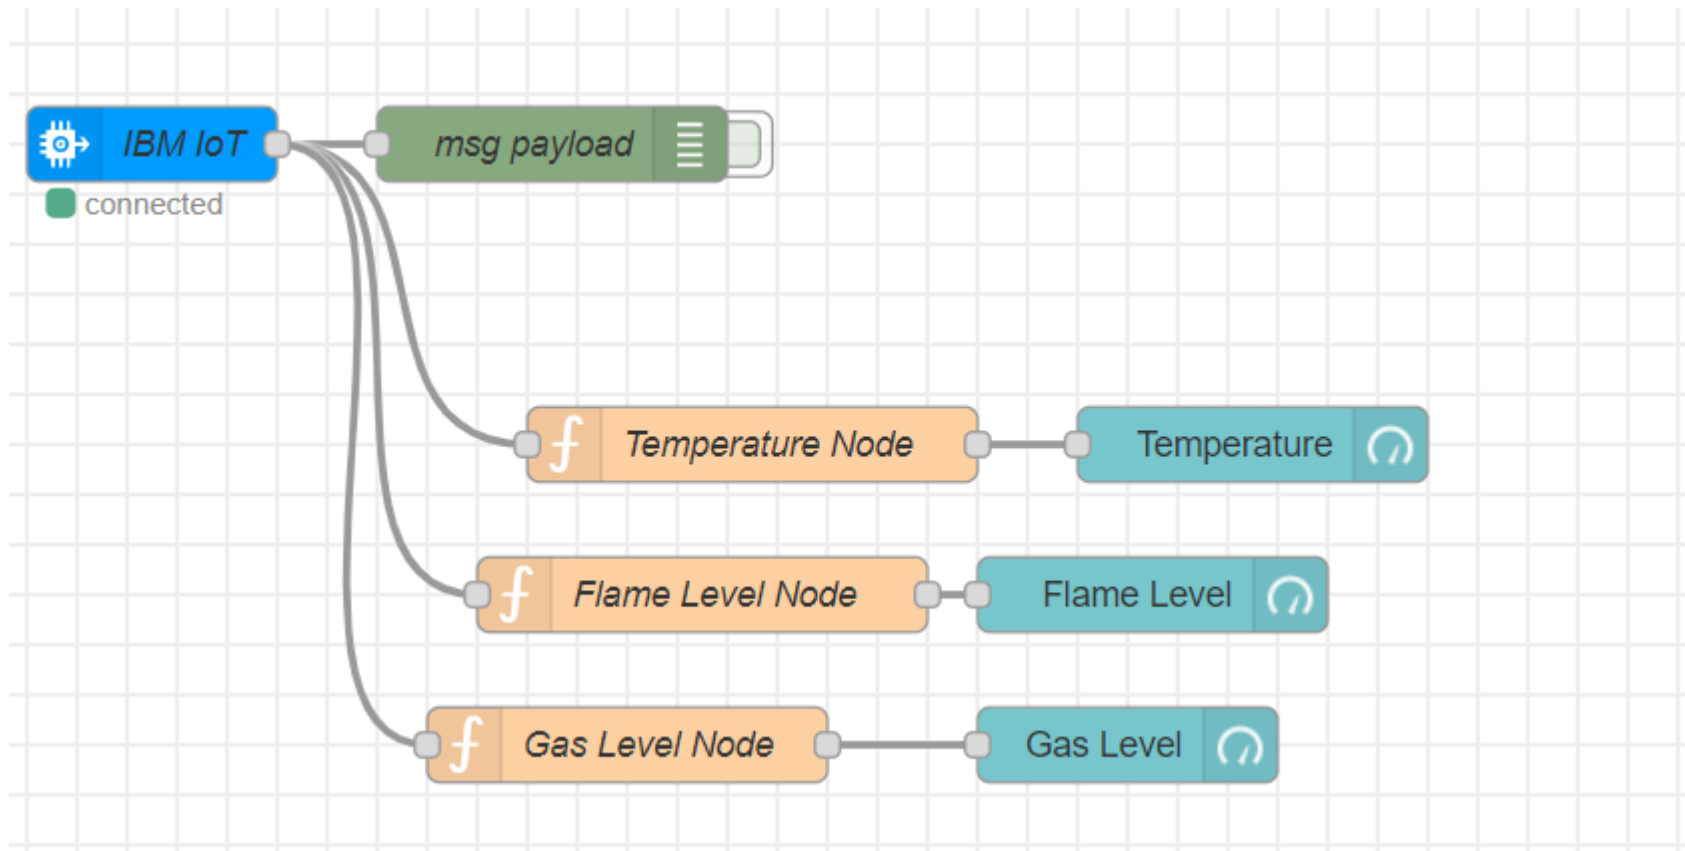 IBM IoT
msg payload
connected
Temperature Node
Temperature
Flame Level Node
Flame Level
Gas Level Node
Gas Level